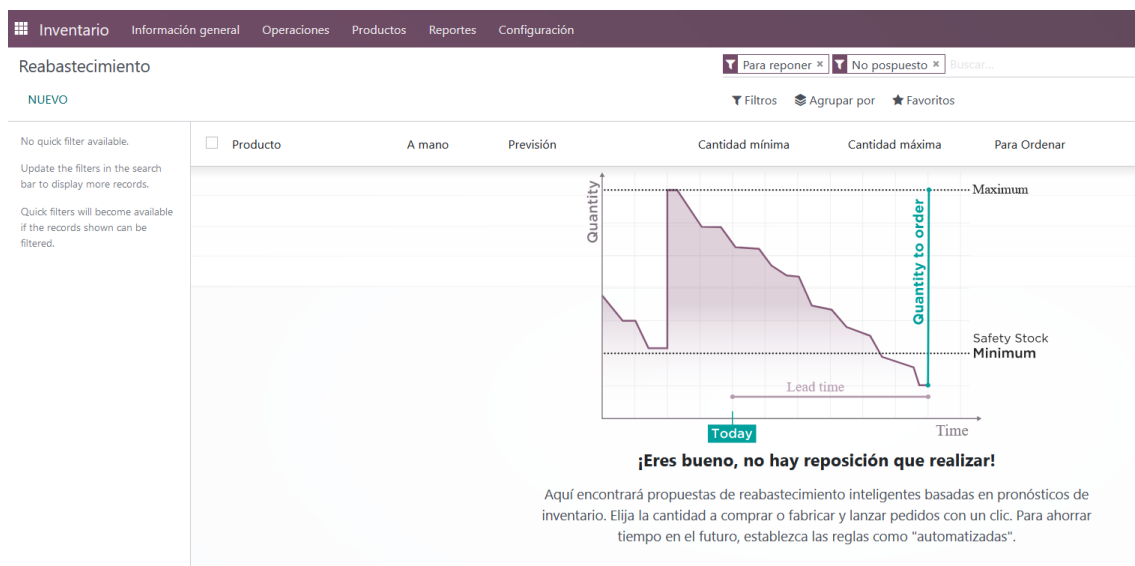 Inventario Información general Operaciones Productos Reportes Configuración
Reabastecimiento
Para reponer × No pospuesto × Buscar...
NUEVO
Filtros Agrupar por Favoritos
No quick filter available.
Update the filters in the search
bar to display more records.
Quick filters will become available
if the records shown can be
filtered.
Producto A mano Previsión Cantidad mínima Cantidad máxima Para Ordenar
Quantity
Maximum
Quantity to order
Safety Stock
Minimum
Lead time
Today
Time
¡Eres bueno, no hay reposición que realizar!
Aquí encontrará propuestas de reabastecimiento inteligentes basadas en pronósticos de
inventario. Elija la cantidad a comprar o fabricar y lanzar pedidos con un clic. Para ahorrar
tiempo en el futuro, establezca las reglas como "automatizadas".